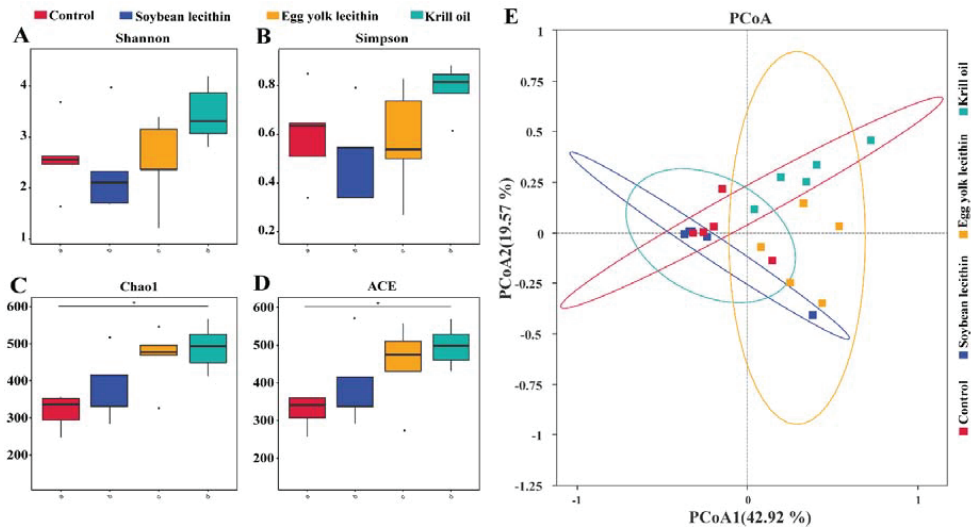 Control Soybean lecithin Egg yolk lecithin Krill oil
A
Shannon
4
3
2
1
B
Simpson
0.8
0.6
0.4
0.2
C
Chao1
600
500
400
300
200
*
D
ACE
600
500
400
300
200
*
E
PCoA
1
0.75
0.5
0.25
0
-0.25
-0.5
-0.75
-1
-1.25
PCoA2(19.57 %)
-1 0 1
PCoA1(42.92 %)
Krill oil
Egg yolk lecithin
Soybean lecithin
Control